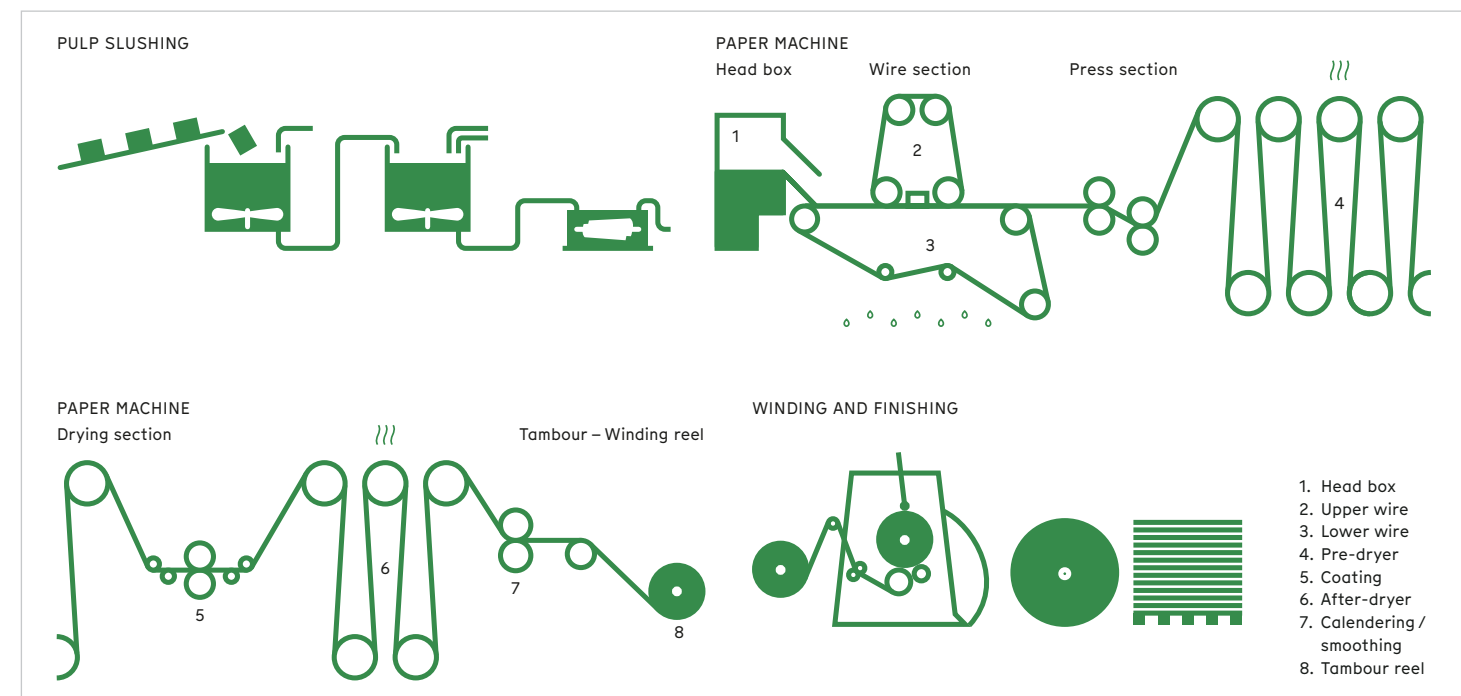 PULP SLUSHING
PAPER MACHINE
Head box
Wire section
Press section
1
2
3
4
PAPER MACHINE
Drying section
Tambour – Winding reel
5
6
7
8
WINDING AND FINISHING
1. Head box
2. Upper wire
3. Lower wire
4. Pre-dryer
5. Coating
6. After-dryer
7. Calendering /
smoothing
8. Tambour reel